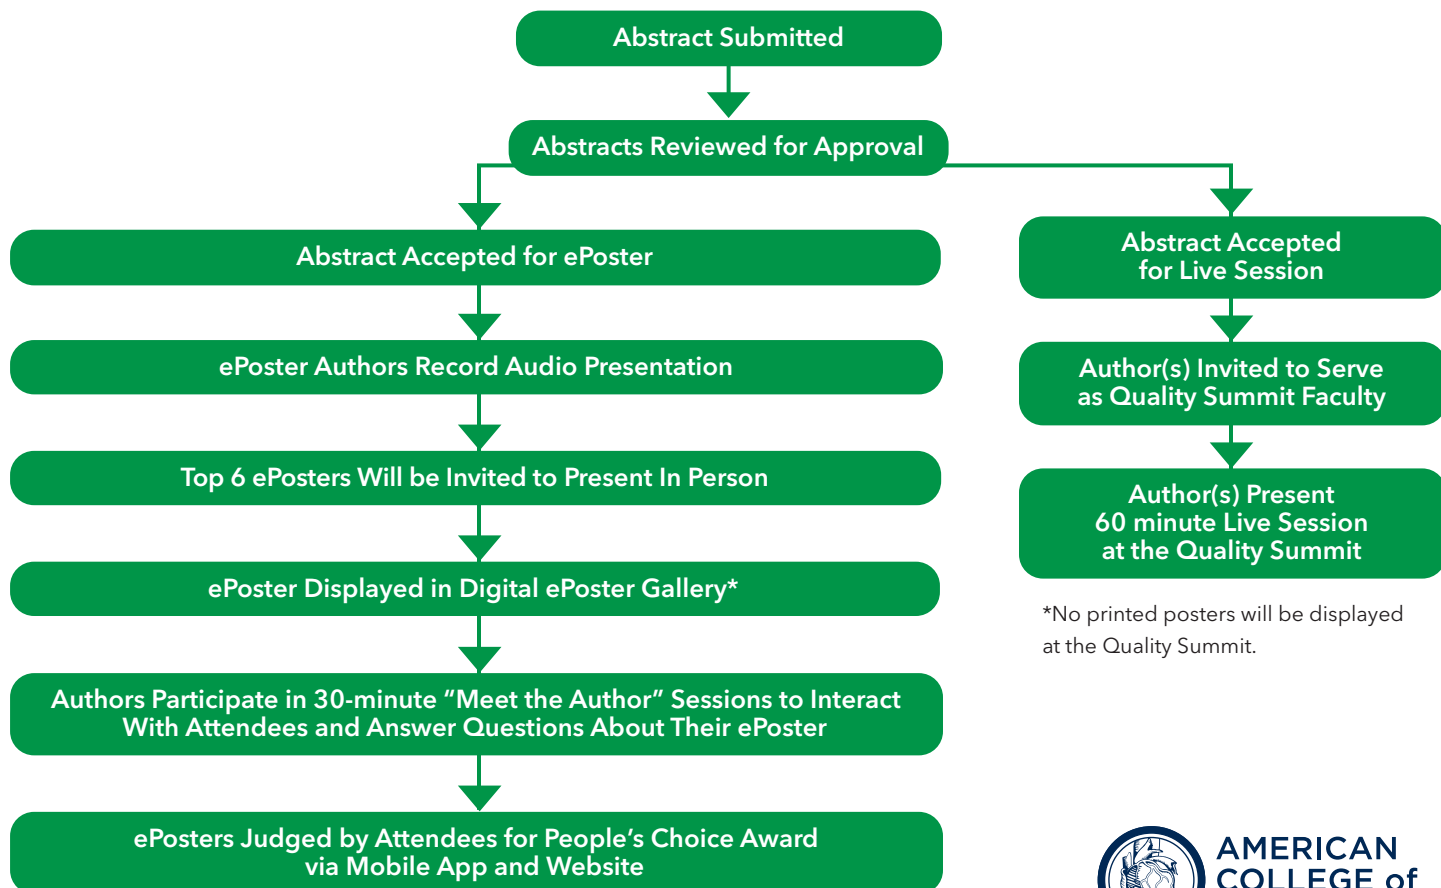 Abstract Submitted
Abstracts Reviewed for Approval
Abstract Accepted for ePoster
ePoster Authors Record Audio Presentation
Top 6 ePosters Will be Invited to Present In Person
ePoster Displayed in Digital ePoster Gallery*
Authors Participate in 30-minute “Meet the Author” Sessions to Interact
With Attendees and Answer Questions About Their ePoster
ePosters Judged by Attendees for People’s Choice Award
via Mobile App and Website
Abstract Accepted
for Live Session
Author(s) Invited to Serve
as Quality Summit Faculty
Author(s) Present
60 minute Live Session
at the Quality Summit
*No printed posters will be displayed
at the Quality Summit.
AMERICAN
COLLEGE of